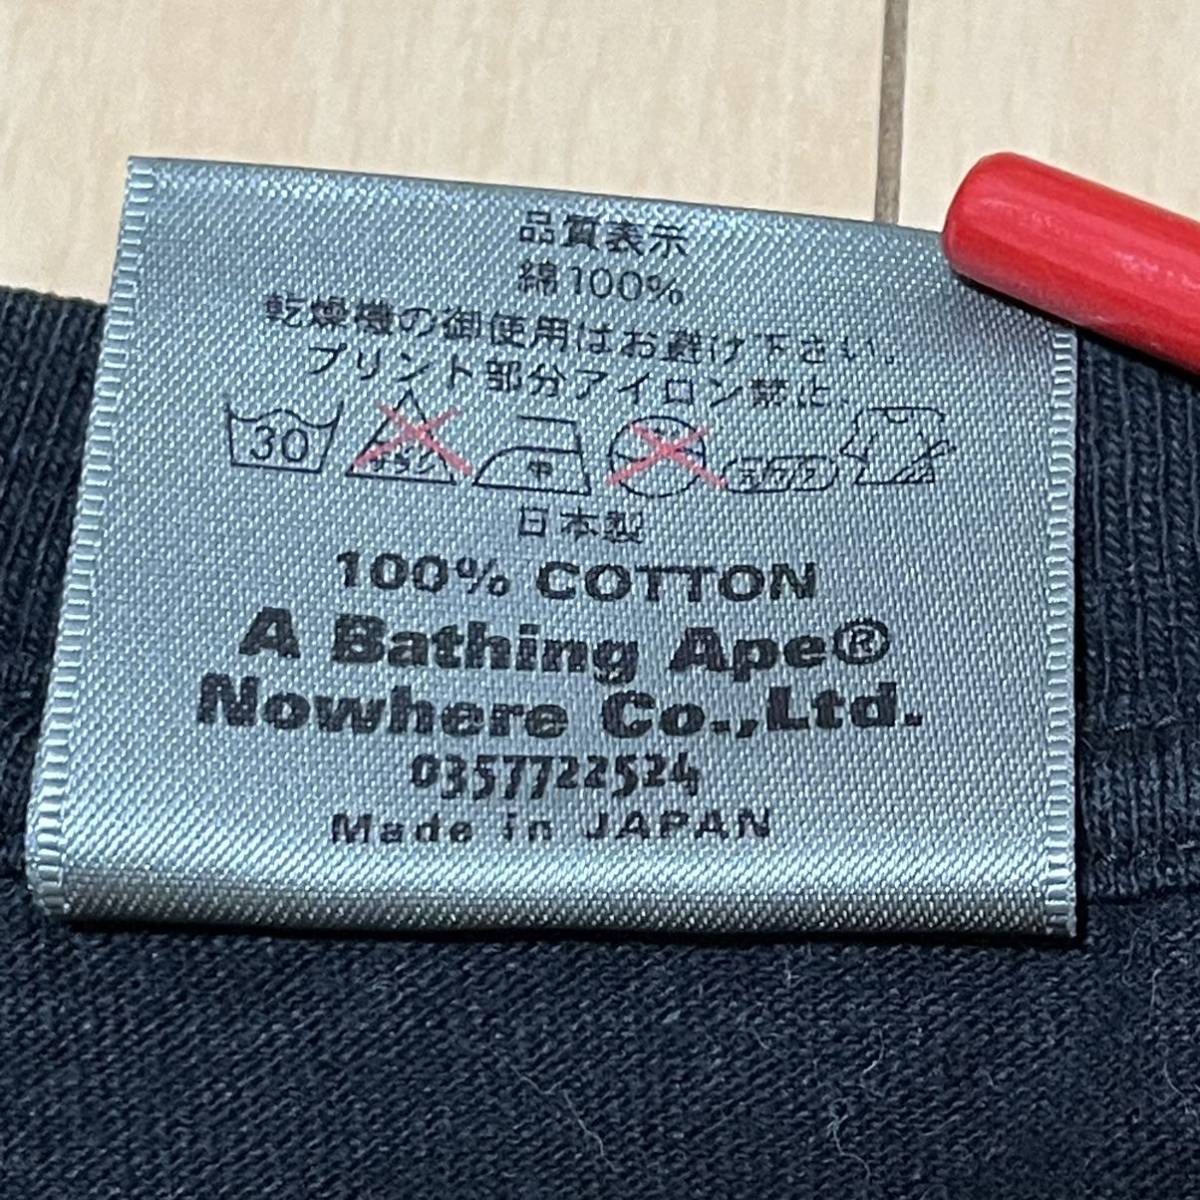 品質表示
綿100%
乾燥機の御使用はお避け下さい。
プリント部分アイロン禁止。
30 中
日本製
100% COTTON
A Bathing Ape®
Nowhere Co.,Ltd.
0357722524
Made in JAPAN